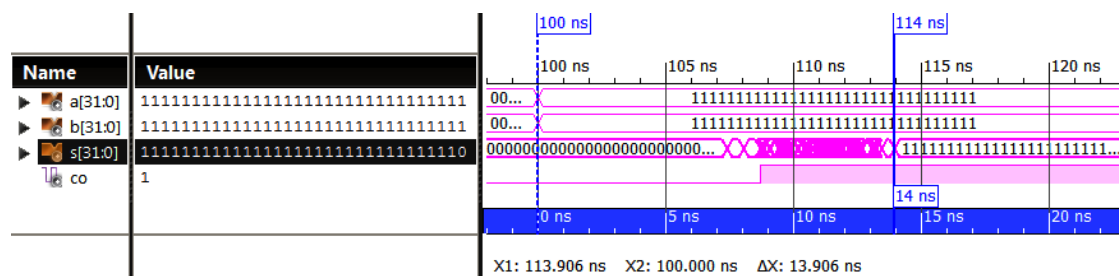 100 ns
114 ns
Name Value
100 ns 105 ns 110 ns 115 ns 120 ns
a[31:0] 11111111111111111111111111111111 00... 11111111111111111111111111111111
b[31:0] 11111111111111111111111111111111 00... 11111111111111111111111111111111
s[31:0] 11111111111111111111111111111110 000000000000000000000000... 11111111111111111111111...
co 1
14 ns
0 ns 5 ns 10 ns 15 ns 20 ns
X1: 113.906 ns X2: 100.000 ns ΔX: 13.906 ns